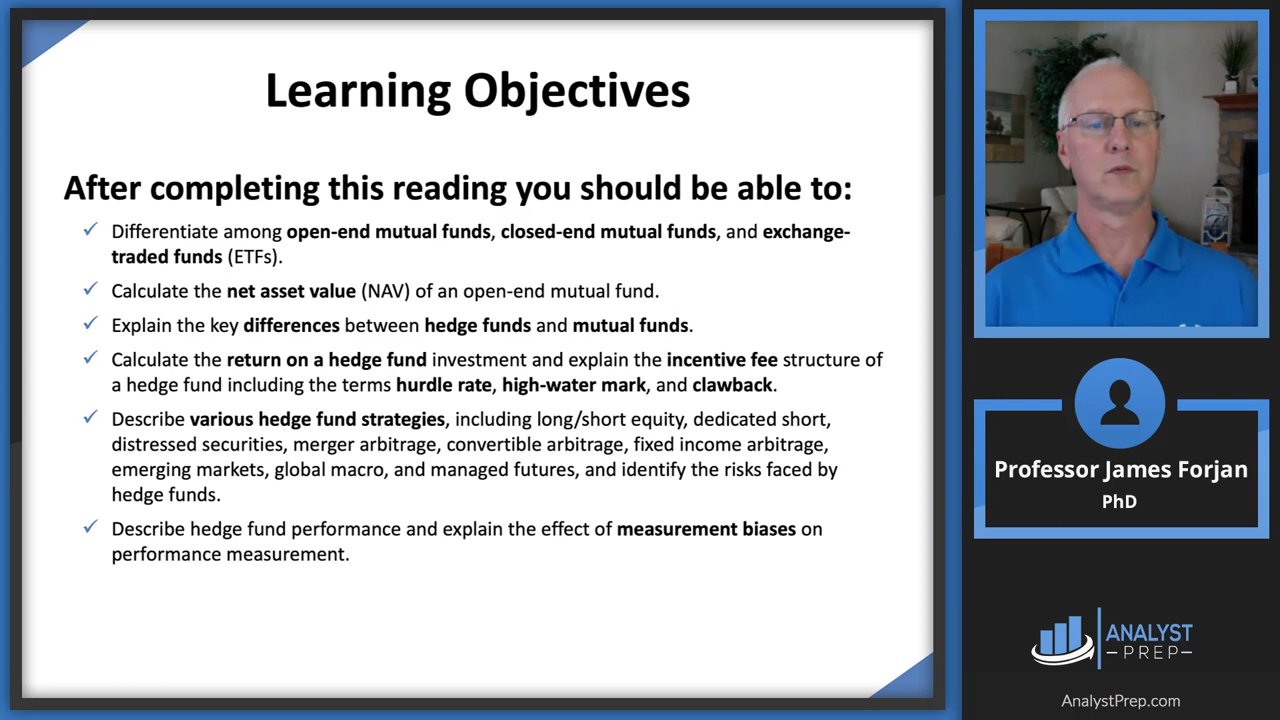 Learning Objectives
After completing this reading you should be able to:
✓ Differentiate among open-end mutual funds, closed-end mutual funds, and exchange-
traded funds (ETFs).
✓ Calculate the net asset value (NAV) of an open-end mutual fund.
✓ Explain the key differences between hedge funds and mutual funds.
✓ Calculate the return on a hedge fund investment and explain the incentive fee structure of
a hedge fund including the terms hurdle rate, high-water mark, and clawback.
✓ Describe various hedge fund strategies, including long/short equity, dedicated short,
distressed securities, merger arbitrage, convertible arbitrage, fixed income arbitrage,
emerging markets, global macro, and managed futures, and identify the risks faced by
hedge funds.
✓ Describe hedge fund performance and explain the effect of measurement biases on
performance measurement.
Professor James Forjan
PhD
ANALYST
PREP
AnalystPrep.com